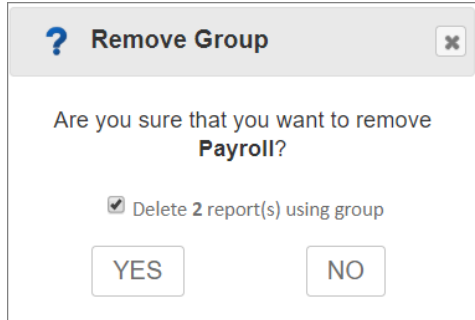 ? Remove Group
Are you sure that you want to remove
Payroll?
Delete 2 report(s) using group
YES NO